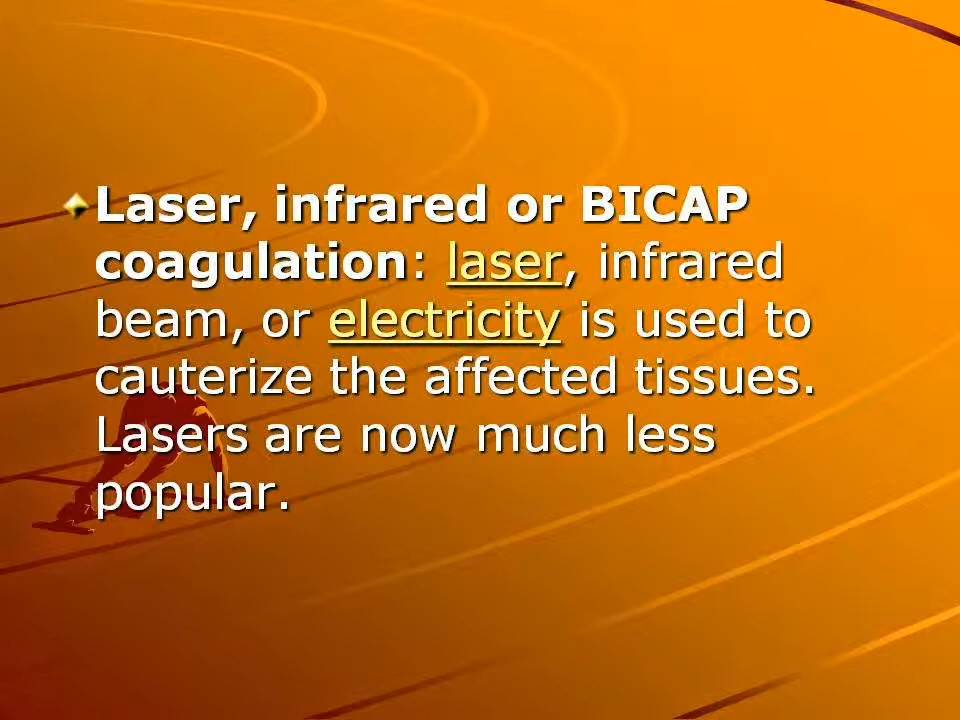 Laser, infrared or BICAP
coagulation: laser, infrared
beam, or electricity is used to
cauterize the affected tissues.
Lasers are now much less
popular.